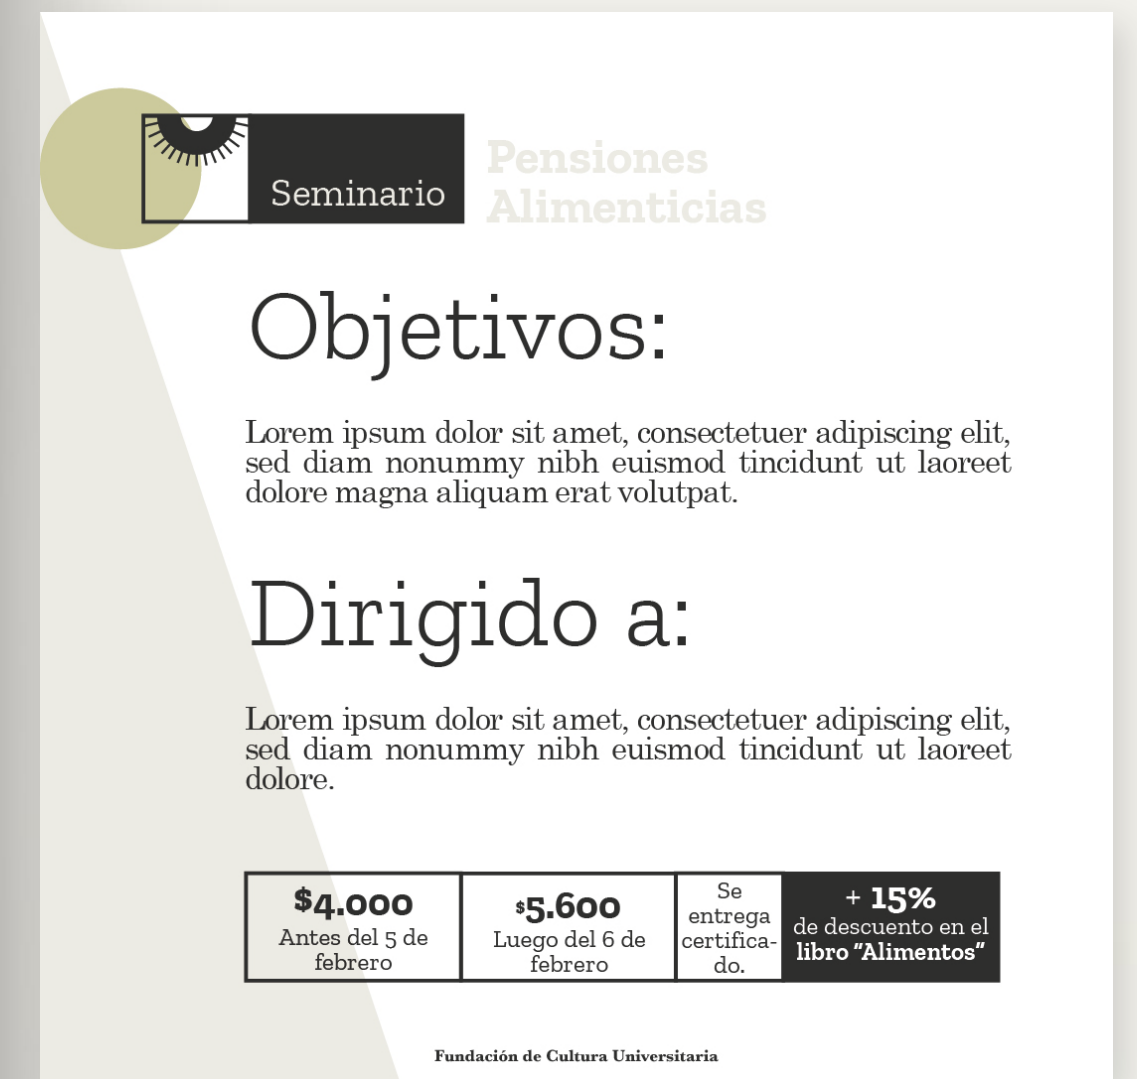 Seminario
Pensiones
Alimenticias
Objetivos:
Lorem ipsum dolor sit amet, consectetuer adipiscing elit,
sed diam nonummy nibh euismod tincidunt ut laoreet
dolore magna aliquam erat volutpat.
Dirigido a:
Lorem ipsum dolor sit amet, consectetuer adipiscing elit,
sed diam nonummy nibh euismod tincidunt ut laoreet
dolore.
$4.000
Antes del 5 de
febrero
$5.600
Luego del 6 de
febrero
Se
entrega
certifica-
do.
+ 15%
de descuento en el
libro “Alimentos”
Fundación de Cultura Universitaria